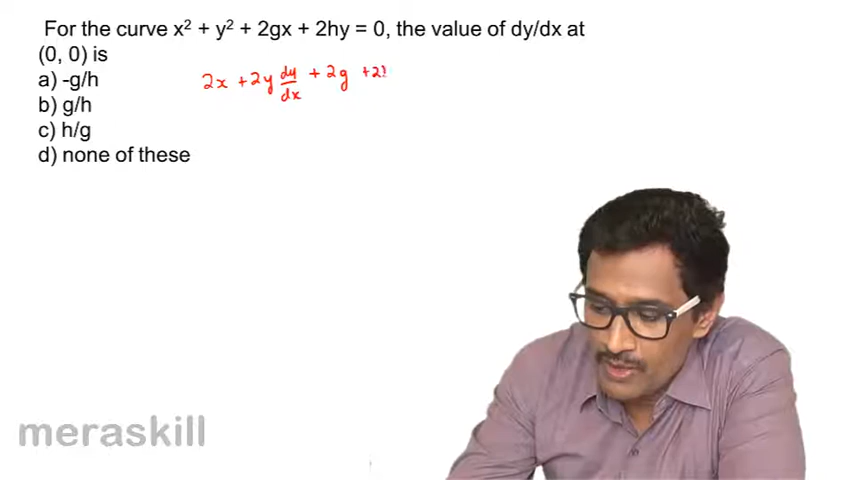 For the curve x² + y² + 2gx + 2hy = 0, the value of dy/dx at
(0, 0) is
a) -g/h
b) g/h
c) h/g
d) none of these
2x + 2y dy/dx + 2g + 2
meraskill